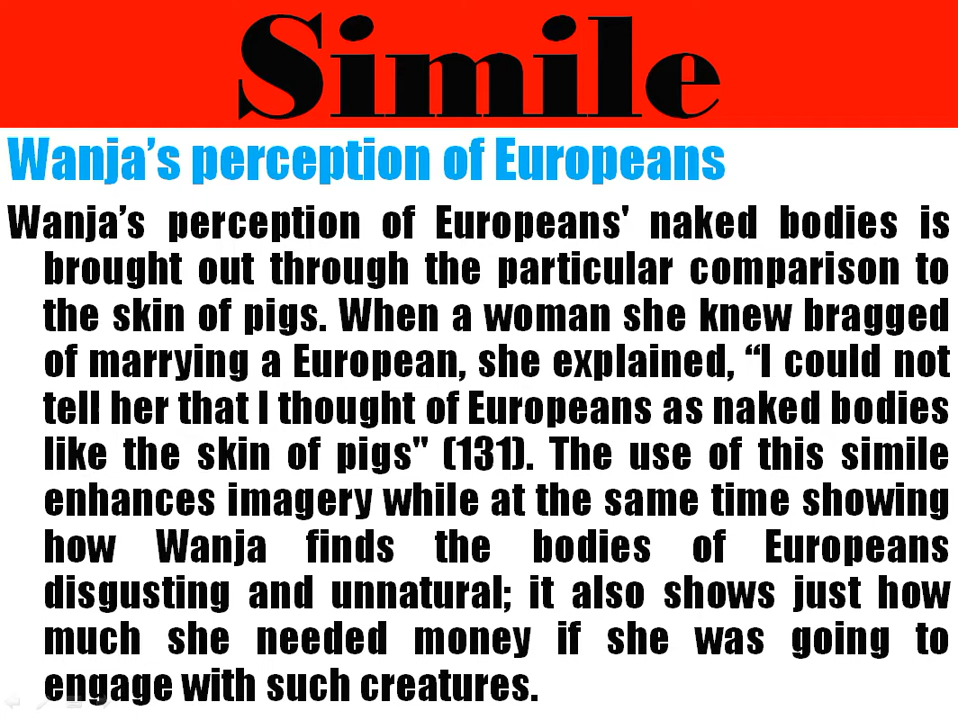 Simile
Wanja’s perception of Europeans
Wanja’s perception of Europeans' naked bodies is
brought out through the particular comparison to
the skin of pigs. When a woman she knew bragged
of marrying a European, she explained, “I could not
tell her that I thought of Europeans as naked bodies
like the skin of pigs" (131). The use of this simile
enhances imagery while at the same time showing
how Wanja finds the bodies of Europeans
disgusting and unnatural; it also shows just how
much she needed money if she was going to
engage with such creatures.